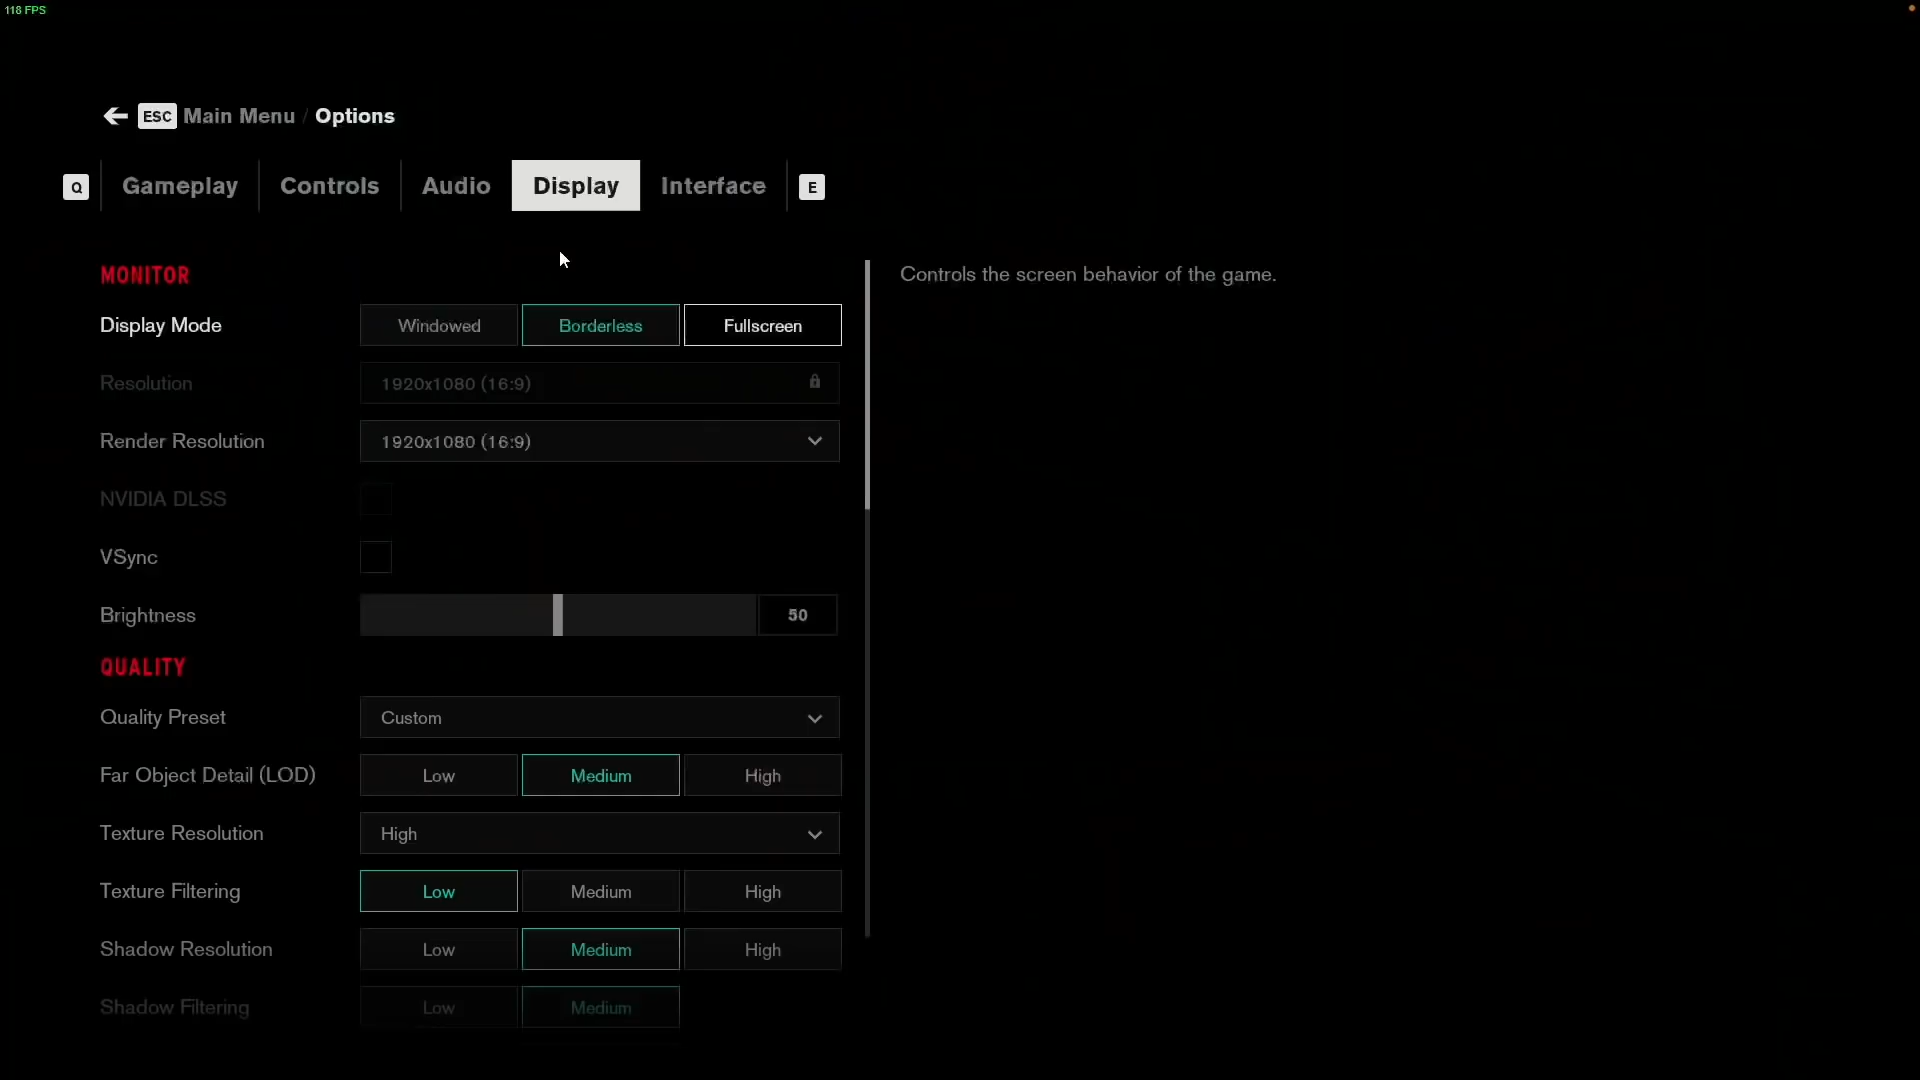 118 FPS
ESC Main Menu / Options
Q Gameplay Controls Audio Display Interface E
MONITOR
Controls the screen behavior of the game.
Display Mode Windowed Borderless Fullscreen
Resolution 1920x1080 (16:9)
Render Resolution 1920x1080 (16:9)
NVIDIA DLSS
VSync
Brightness 50
QUALITY
Quality Preset Custom
Far Object Detail (LOD) Low Medium High
Texture Resolution High
Texture Filtering Low Medium High
Shadow Resolution Low Medium High
Shadow Filtering Low Medium